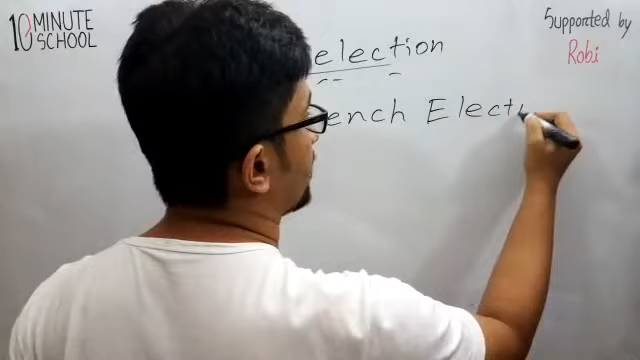 10 MINUTE SCHOOL
Supported by
Robi
election
ench Elect